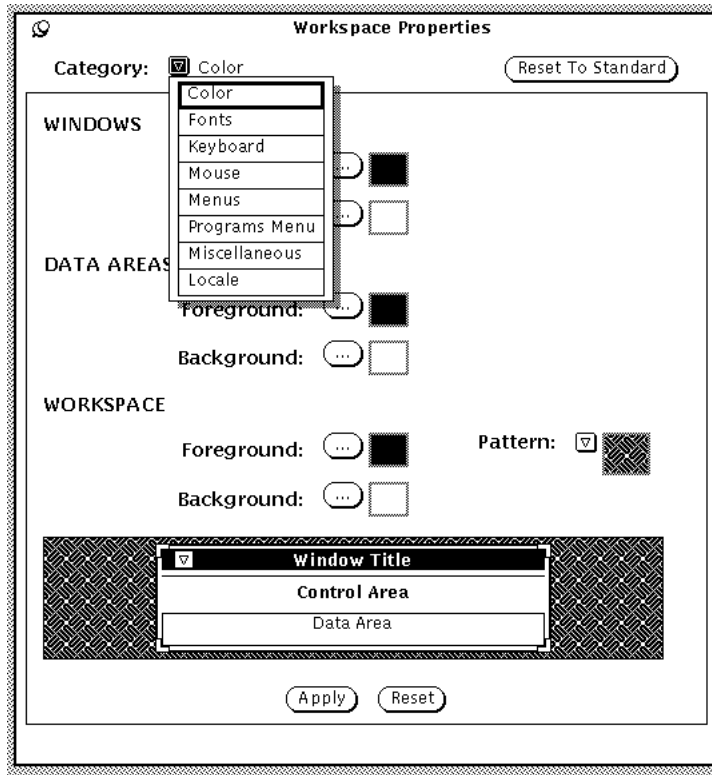 Workspace Properties
Category: Color
Reset To Standard
Color
Fonts
Keyboard
Mouse
Menus
Programs Menu
Miscellaneous
Locale
WINDOWS
...
...
DATA AREAS
Foreground: ...
Background: ...
WORKSPACE
Foreground: ...
Pattern:
Background: ...
Window Title
Control Area
Data Area
Apply Reset